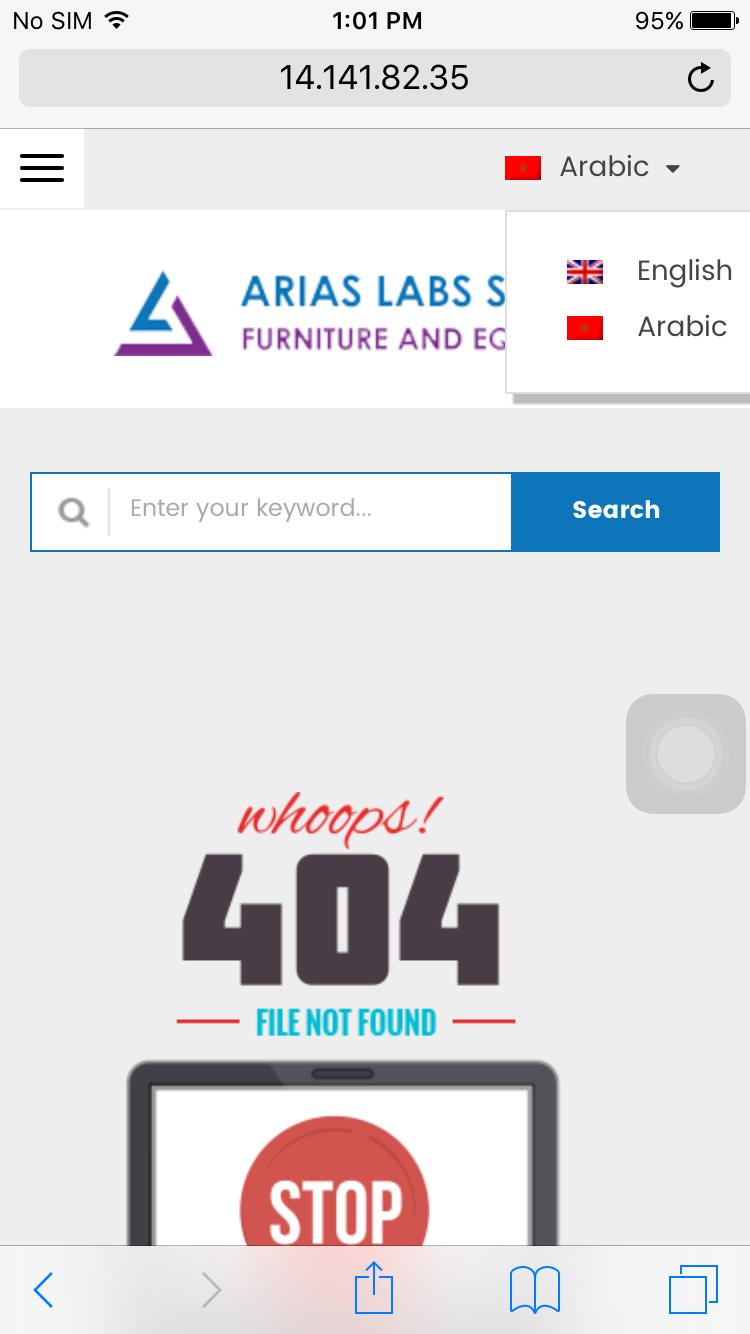 No SIM 1:01 PM 95%
14.141.82.35
Arabic
English
Arabic
ARIAS LABS S
FURNITURE AND EQ
Enter your keyword... Search
whoops!
404
FILE NOT FOUND
STOP